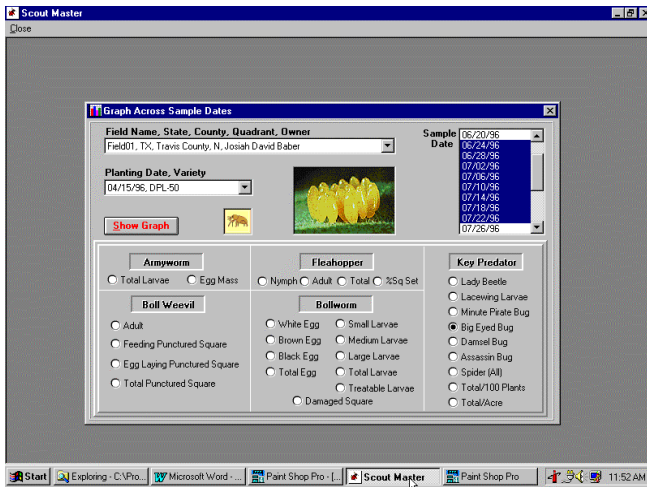 Scout Master
Close
Graph Across Sample Dates
Field Name, State, County, Quadrant, Owner
Field01, TX, Travis County, N, Josiah David Baber
Sample Date
06/20/96
06/24/96
06/28/96
07/02/96
07/06/96
07/10/96
07/14/96
07/18/96
07/22/96
07/26/96
Planting Date, Variety
04/15/96, DPL-50
Show Graph
Armyworm
Total Larvae Egg Mass
Boll Weevil
Adult
Feeding Punctured Square
Egg Laying Punctured Square
Total Punctured Square
Fleahopper
Nymph Adult Total %Sq Set
Bollworm
White Egg Small Larvae
Brown Egg Medium Larvae
Black Egg Large Larvae
Total Egg Total Larvae
Treatable Larvae
Damaged Square
Key Predator
Lady Beetle
Lacewing Larvae
Minute Pirate Bug
Big Eyed Bug
Damsel Bug
Assassin Bug
Spider (All)
Total/100 Plants
Total/Acre
Start Exploring - C:\Pro... Microsoft Word - ... Paint Shop Pro - [... Scout Master Paint Shop Pro 11:52 AM